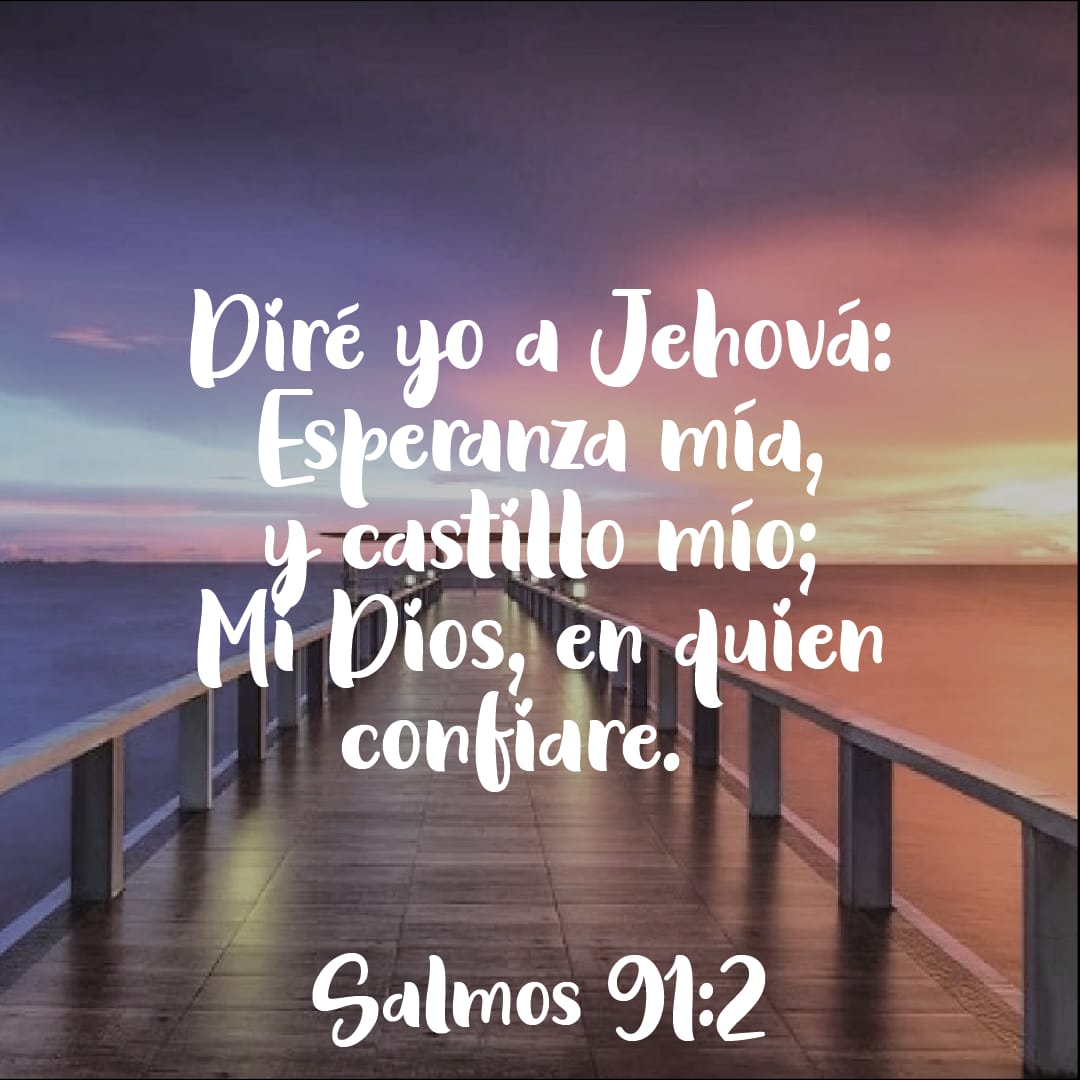 Diré yo a Jehová:
Esperanza mía,
y castillo mío;
Mi Dios, en quien
confiare.
Salmos 91:2